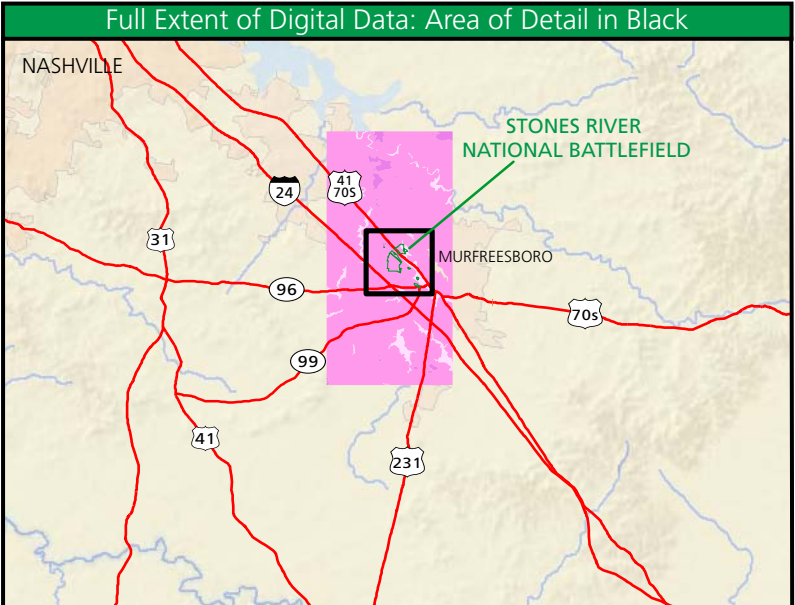 Full Extent of Digital Data: Area of Detail in Black
NASHVILLE
STONES RIVER
NATIONAL BATTLEFIELD
41
70S
24
31
MURFREESBORO
96
70s
99
41
231